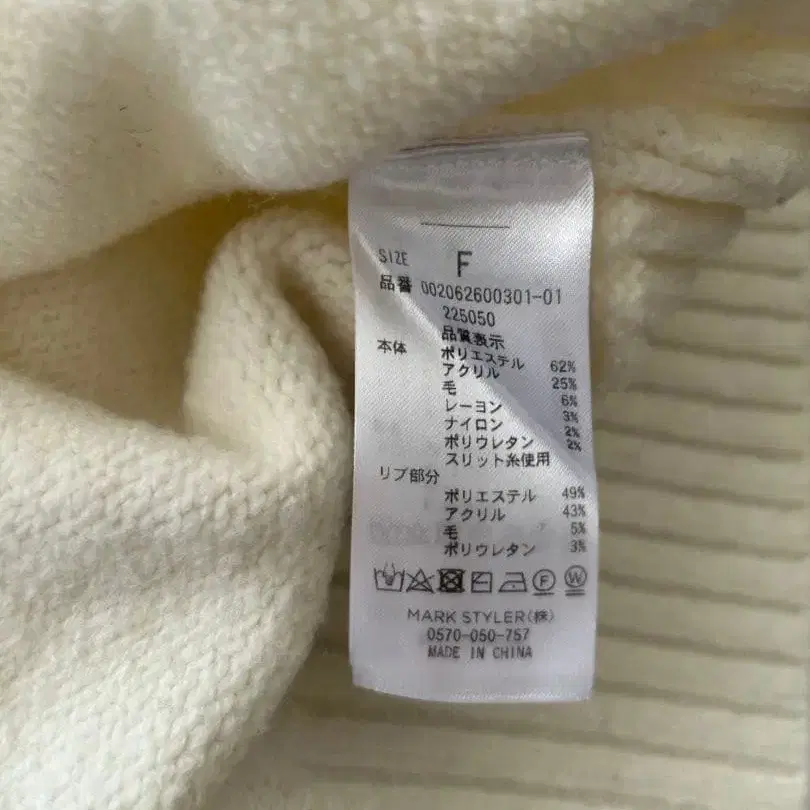 SIZE F
品番 002062600301-01
225050
品質表示
本体 ポリエステル 62%
アクリル 25%
毛 6%
レーヨン 3%
ナイロン 2%
ポリウレタン 2%
スリット糸使用
リブ部分
ポリエステル 49%
アクリル 43%
毛 5%
ポリウレタン 3%
F W
MARK STYLER(株)
0570-050-757
MADE IN CHINA